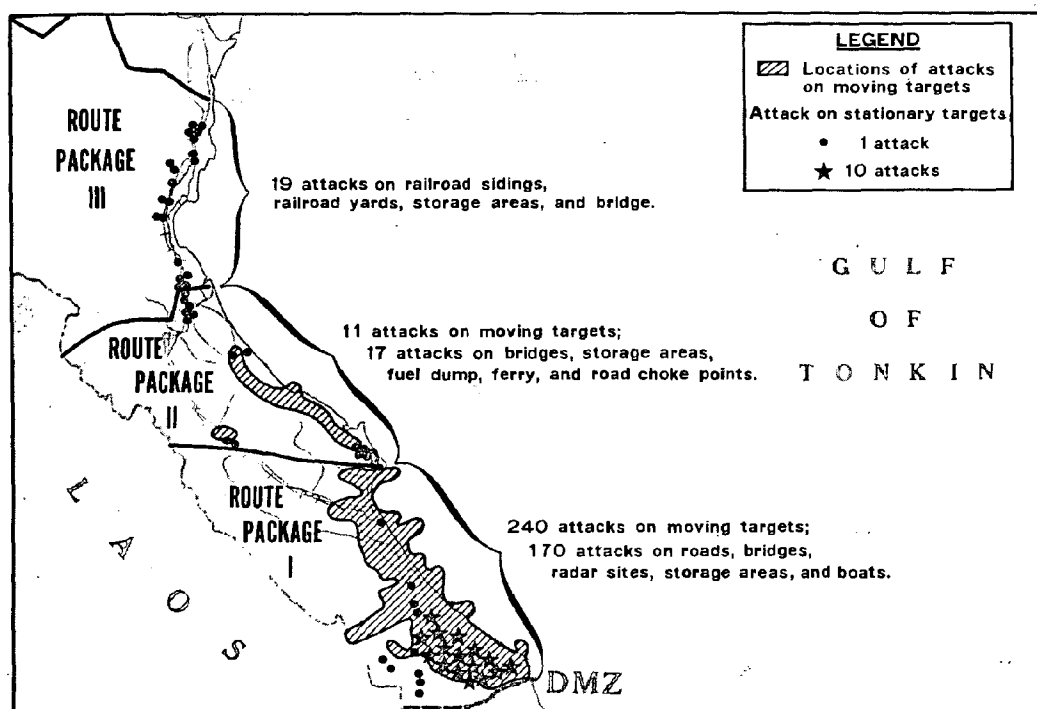 LEGEND
Locations of attacks
on moving targets
Attack on stationary targets
1 attack
10 attacks
ROUTE
PACKAGE
III
19 attacks on railroad sidings,
railroad yards, storage areas, and bridge.
GULF
OF
TONKIN
11 attacks on moving targets;
17 attacks on bridges, storage areas,
fuel dump, ferry, and road choke points.
ROUTE
PACKAGE
II
ROUTE
PACKAGE
I
240 attacks on moving targets;
170 attacks on roads, bridges,
radar sites, storage areas, and boats.
LAOS
DMZ